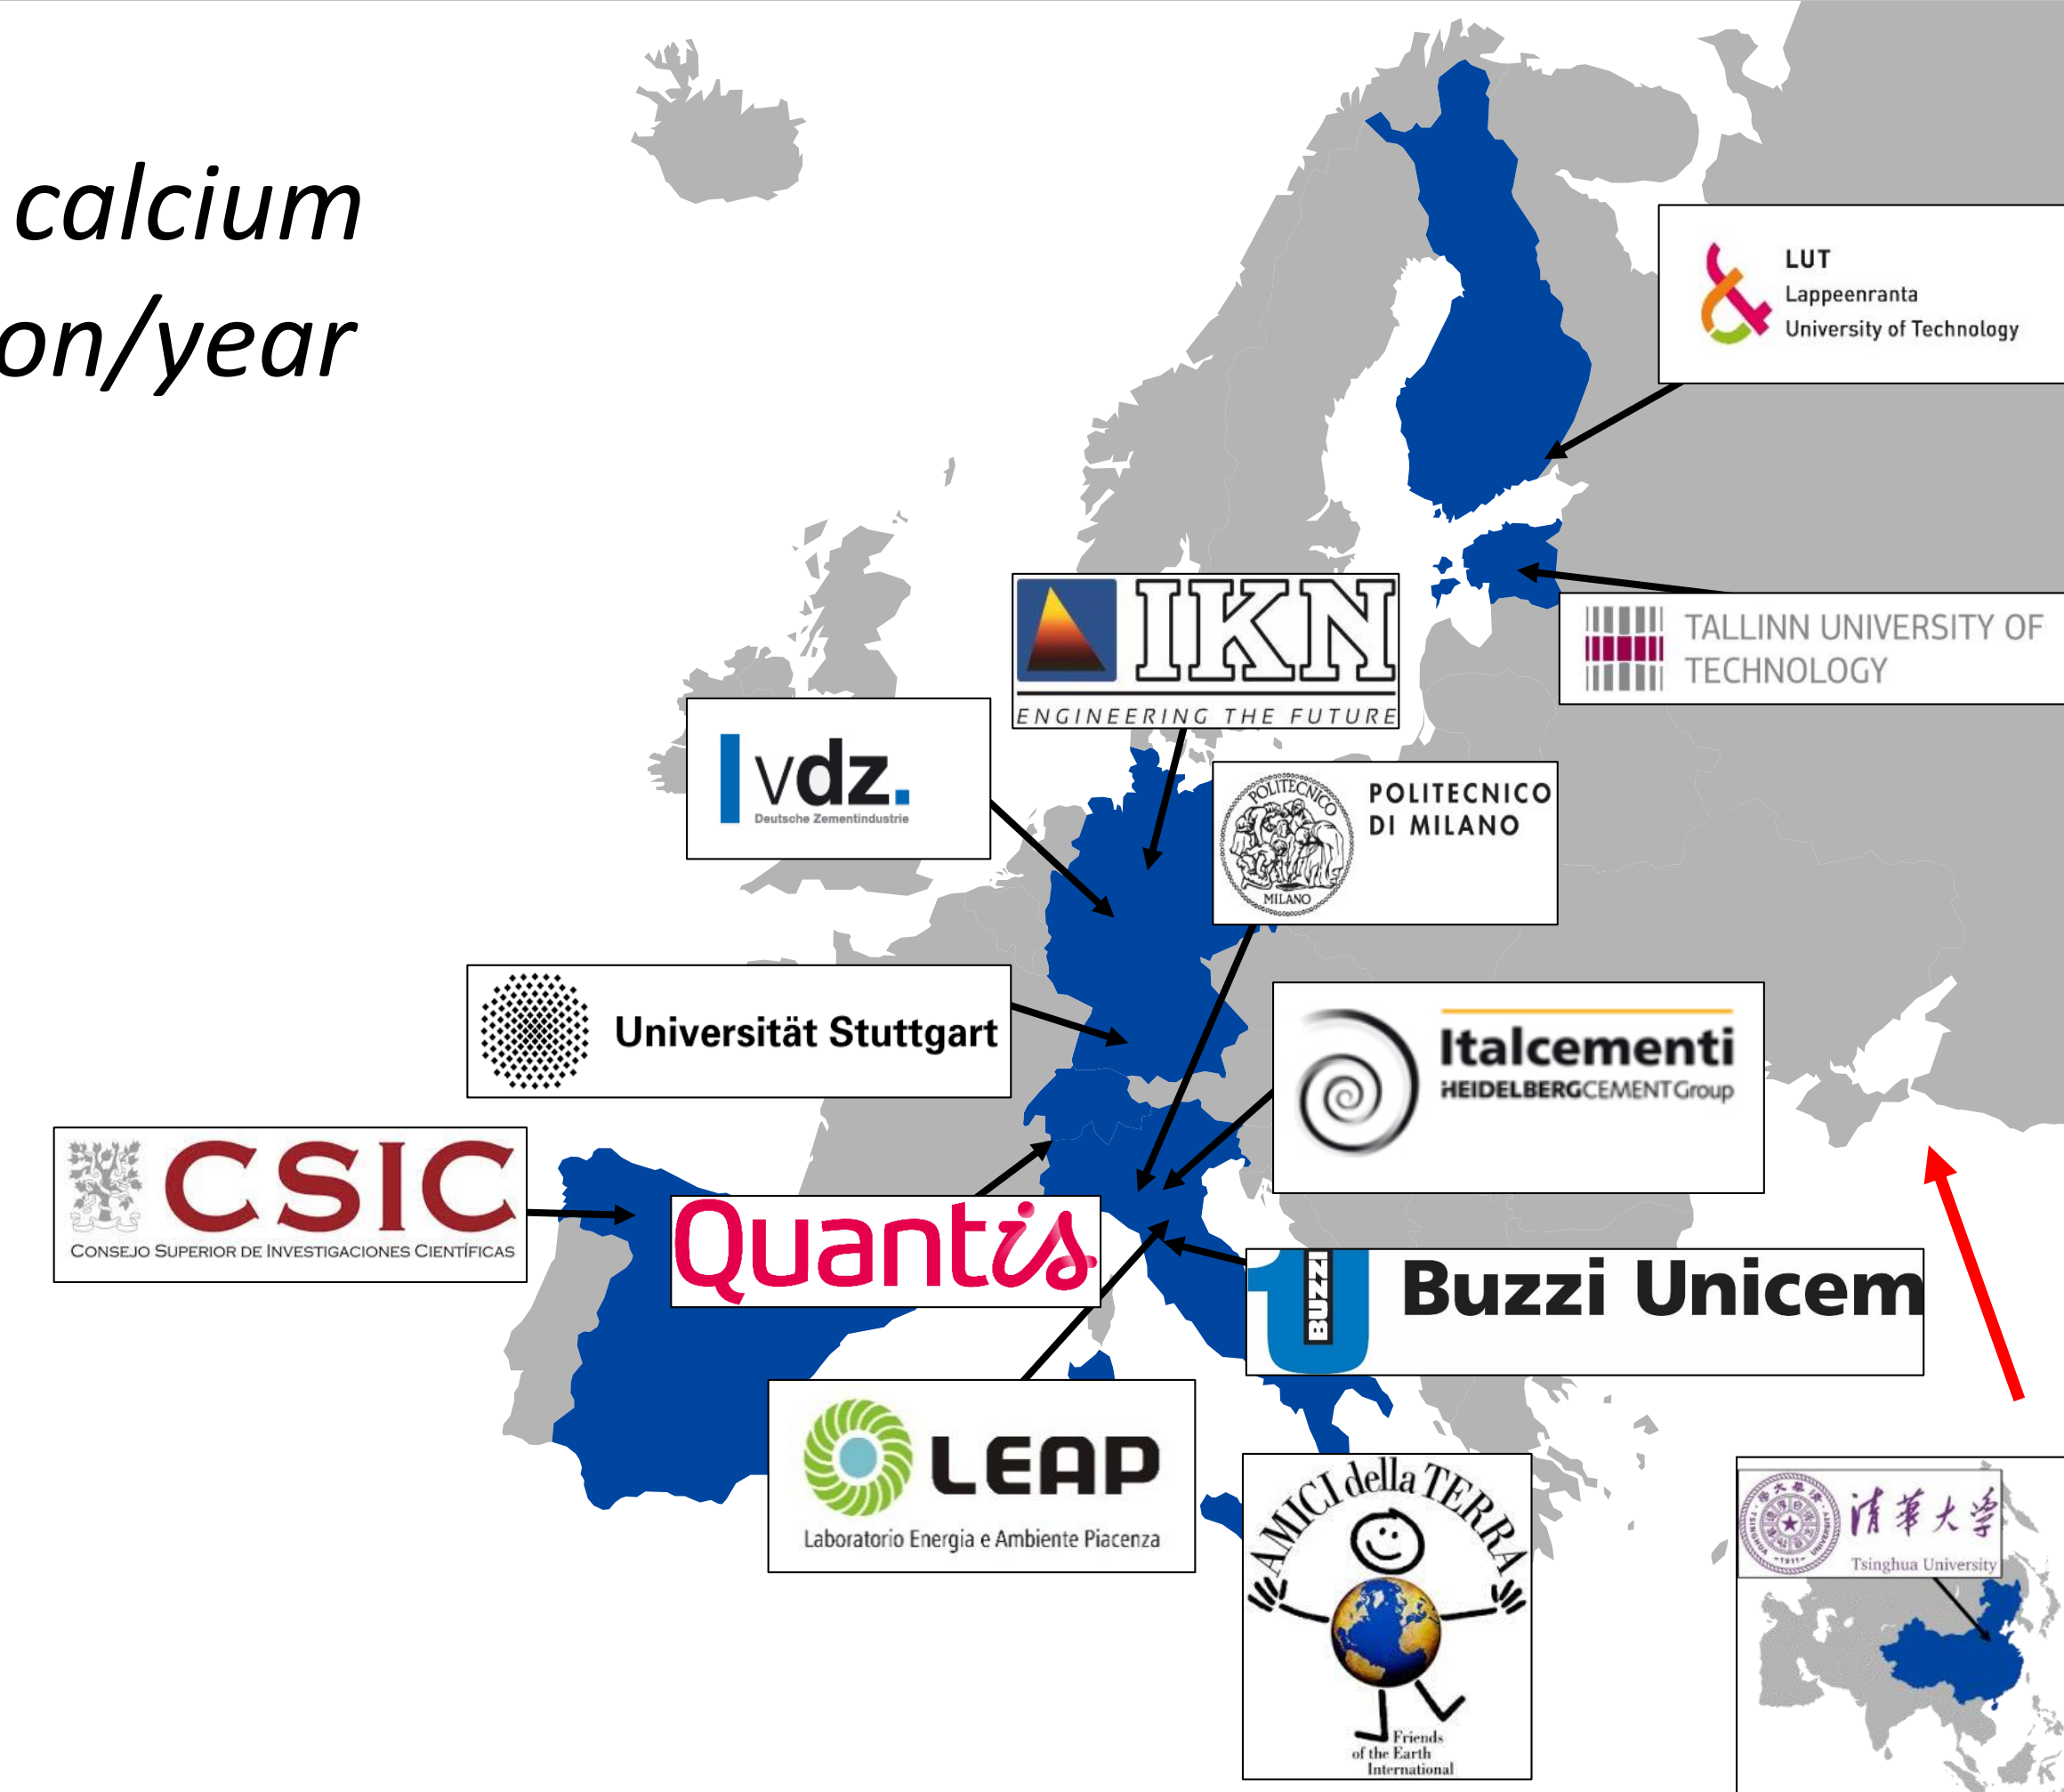 calcium
on/year
LUT
Lappeenranta
University of Technology
IKN
ENGINEERING THE FUTURE
TALLINN UNIVERSITY OF
TECHNOLOGY
vdz.
Deutsche Zementindustrie
POLITECNICO
DI MILANO
POLITECNICO
MILANO
Universität Stuttgart
Italcementi
HEIDELBERGCEMENTGroup
CSIC
CONSEJO SUPERIOR DE INVESTIGACIONES CIENTÍFICAS
Quantis
BUZZI
Buzzi Unicem
LEAP
Laboratorio Energia e Ambiente Piacenza
AMICI della TERRA
Friends
of the Earth
International
清華大学
Tsinghua University